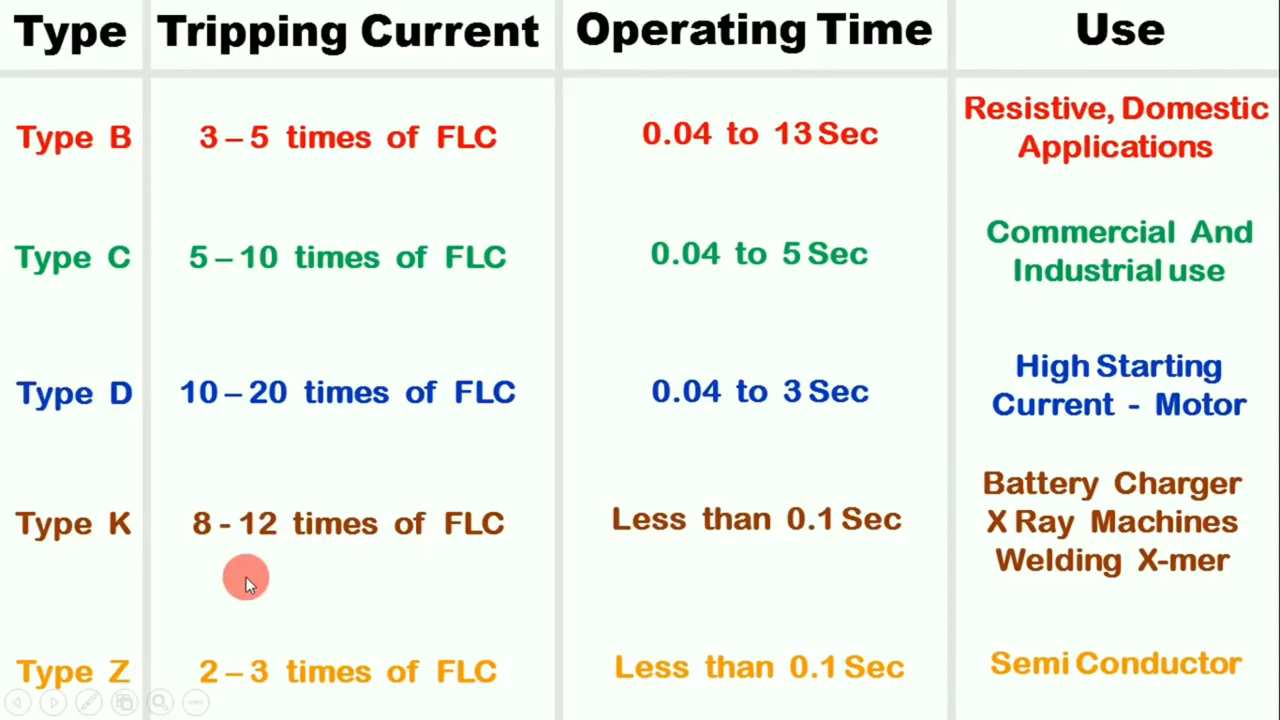 Type Tripping Current Operating Time Use
Type B 3 – 5 times of FLC 0.04 to 13 Sec Resistive, Domestic
Applications
Type C 5 – 10 times of FLC 0.04 to 5 Sec Commercial And
Industrial use
Type D 10 – 20 times of FLC 0.04 to 3 Sec High Starting
Current - Motor
Type K 8 - 12 times of FLC Less than 0.1 Sec Battery Charger
X Ray Machines
Welding X-mer
Type Z 2 – 3 times of FLC Less than 0.1 Sec Semi Conductor